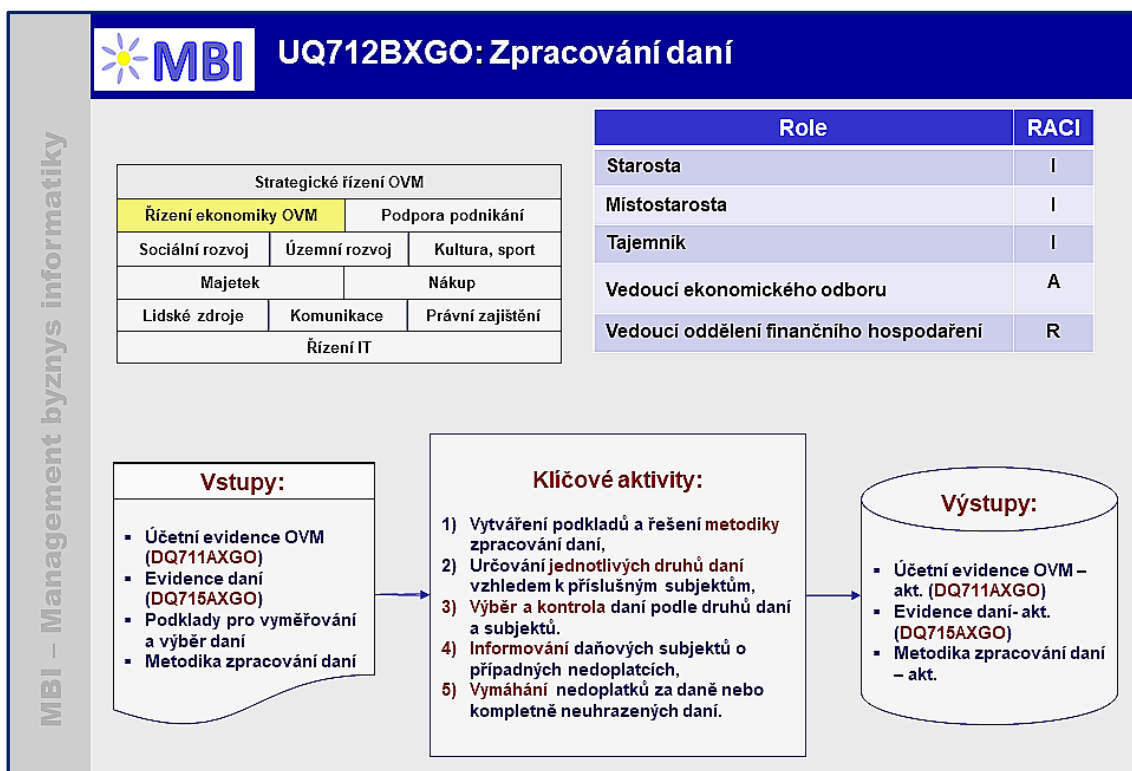 MBI – Management byznys informatiky
MBI
UQ712BXGO: Zpracování daní
Role RACI
Starosta I
Místostarosta I
Tajemník I
Vedoucí ekonomického odboru A
Vedoucí oddělení finančního hospodaření R
Strategické řízení OVM
Řízení ekonomiky OVM Podpora podnikání
Sociální rozvoj Územní rozvoj Kultura, sport
Majetek Nákup
Lidské zdroje Komunikace Právní zajištění
Řízení IT
Vstupy:
▪ Účetní evidence OVM
(DQ711AXGO)
▪ Evidence daní
(DQ715AXGO)
▪ Podklady pro vyměřování
a výběr daní
▪ Metodika zpracování daní
Klíčové aktivity:
1) Vytváření podkladů a řešení metodiky
zpracování daní,
2) Určování jednotlivých druhů daní
vzhledem k příslušným subjektům,
3) Výběr a kontrola daní podle druhů daní
a subjektů.
4) Informování daňových subjektů o
případných nedoplatcích,
5) Vymáhání nedoplatků za daně nebo
kompletně neuhrazených daní.
Výstupy:
▪ Účetní evidence OVM –
akt. (DQ711AXGO)
▪ Evidence daní- akt.
(DQ715AXGO)
▪ Metodika zpracování daní
– akt.